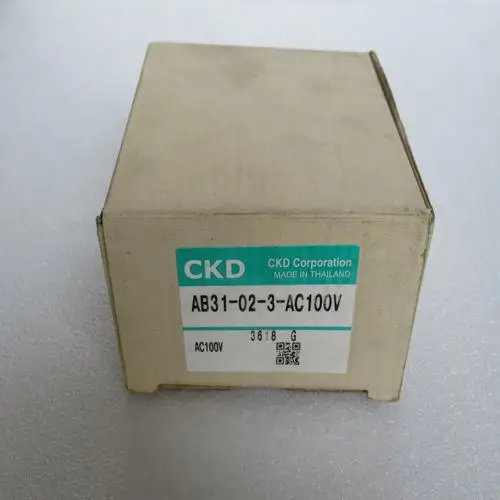 CKD
CKD Corporation
MADE IN THAILAND
AB31-02-3-AC100V
3618 G
AC100V